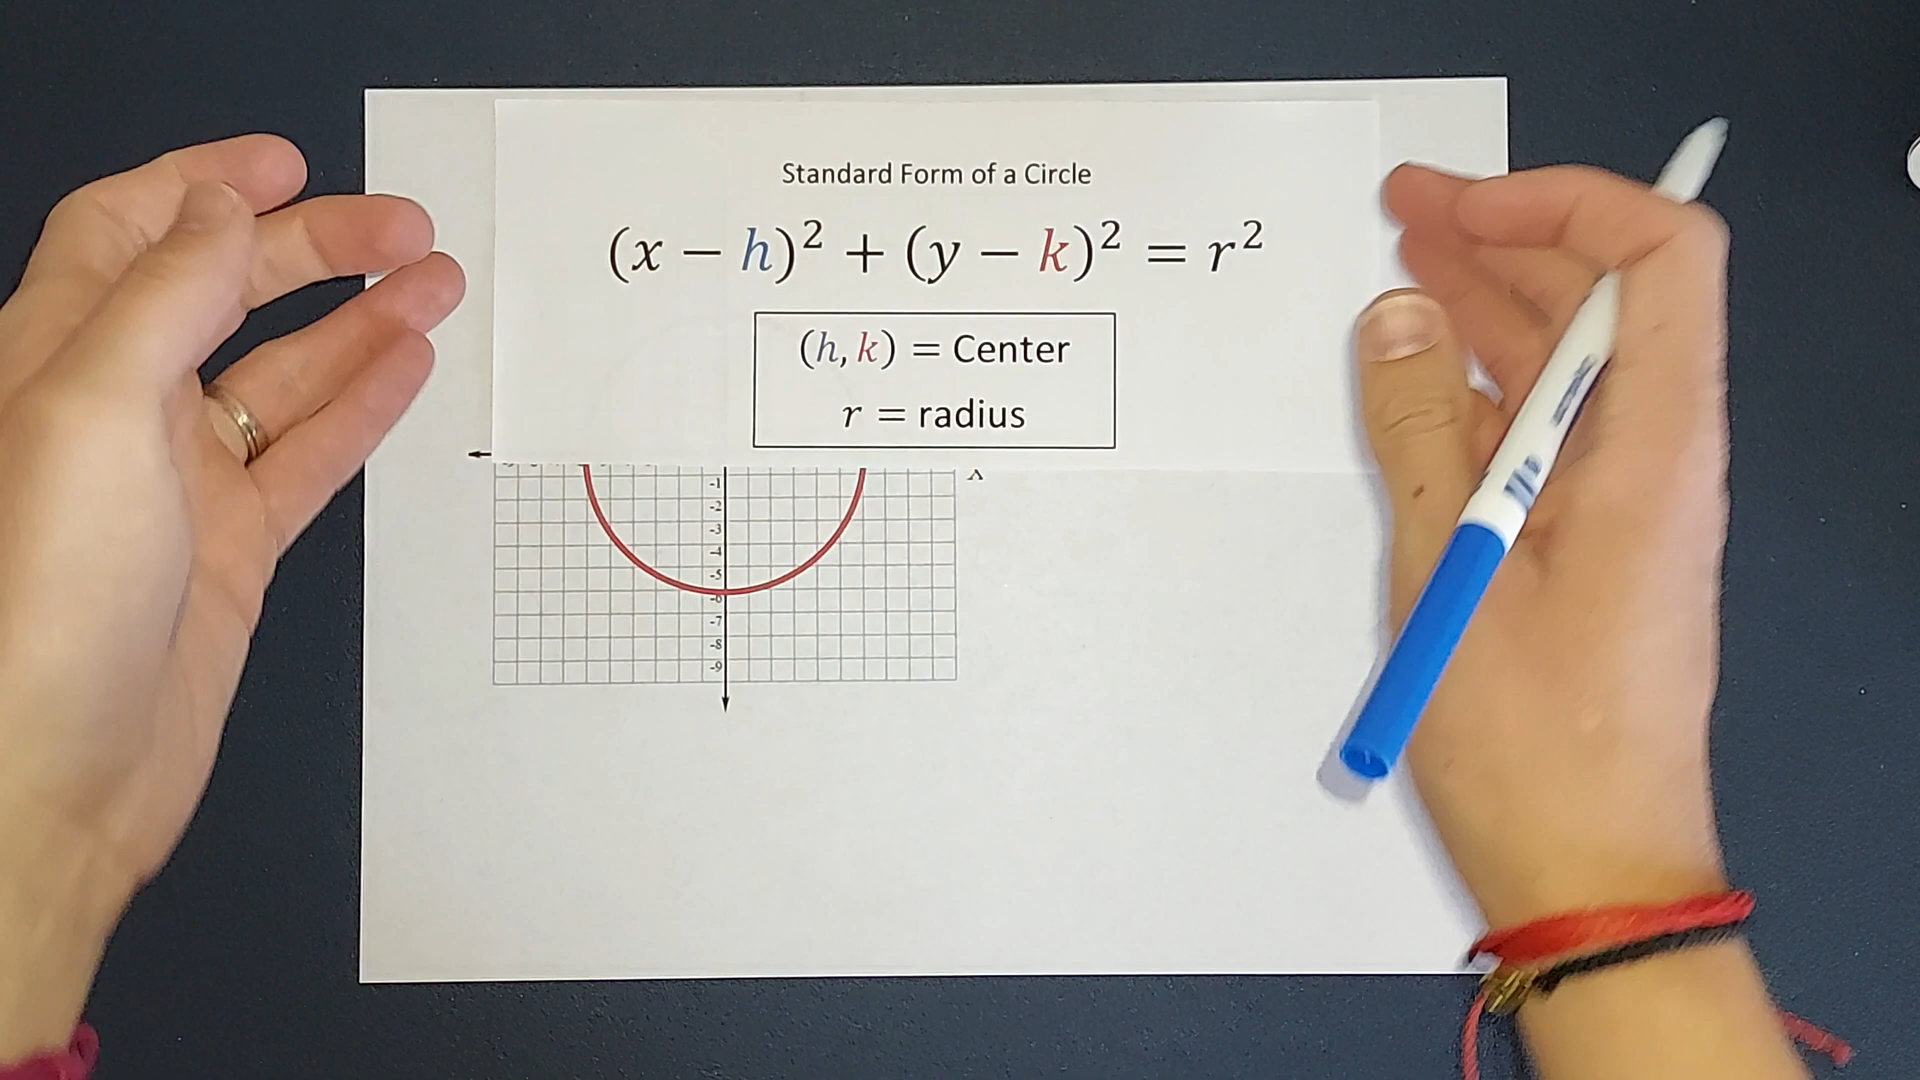 Standard Form of a Circle
(x − h)² + (y − k)² = r²
(h, k) = Center
r = radius
-1
-2
-3
-4
-5
-6
-7
-8
-9